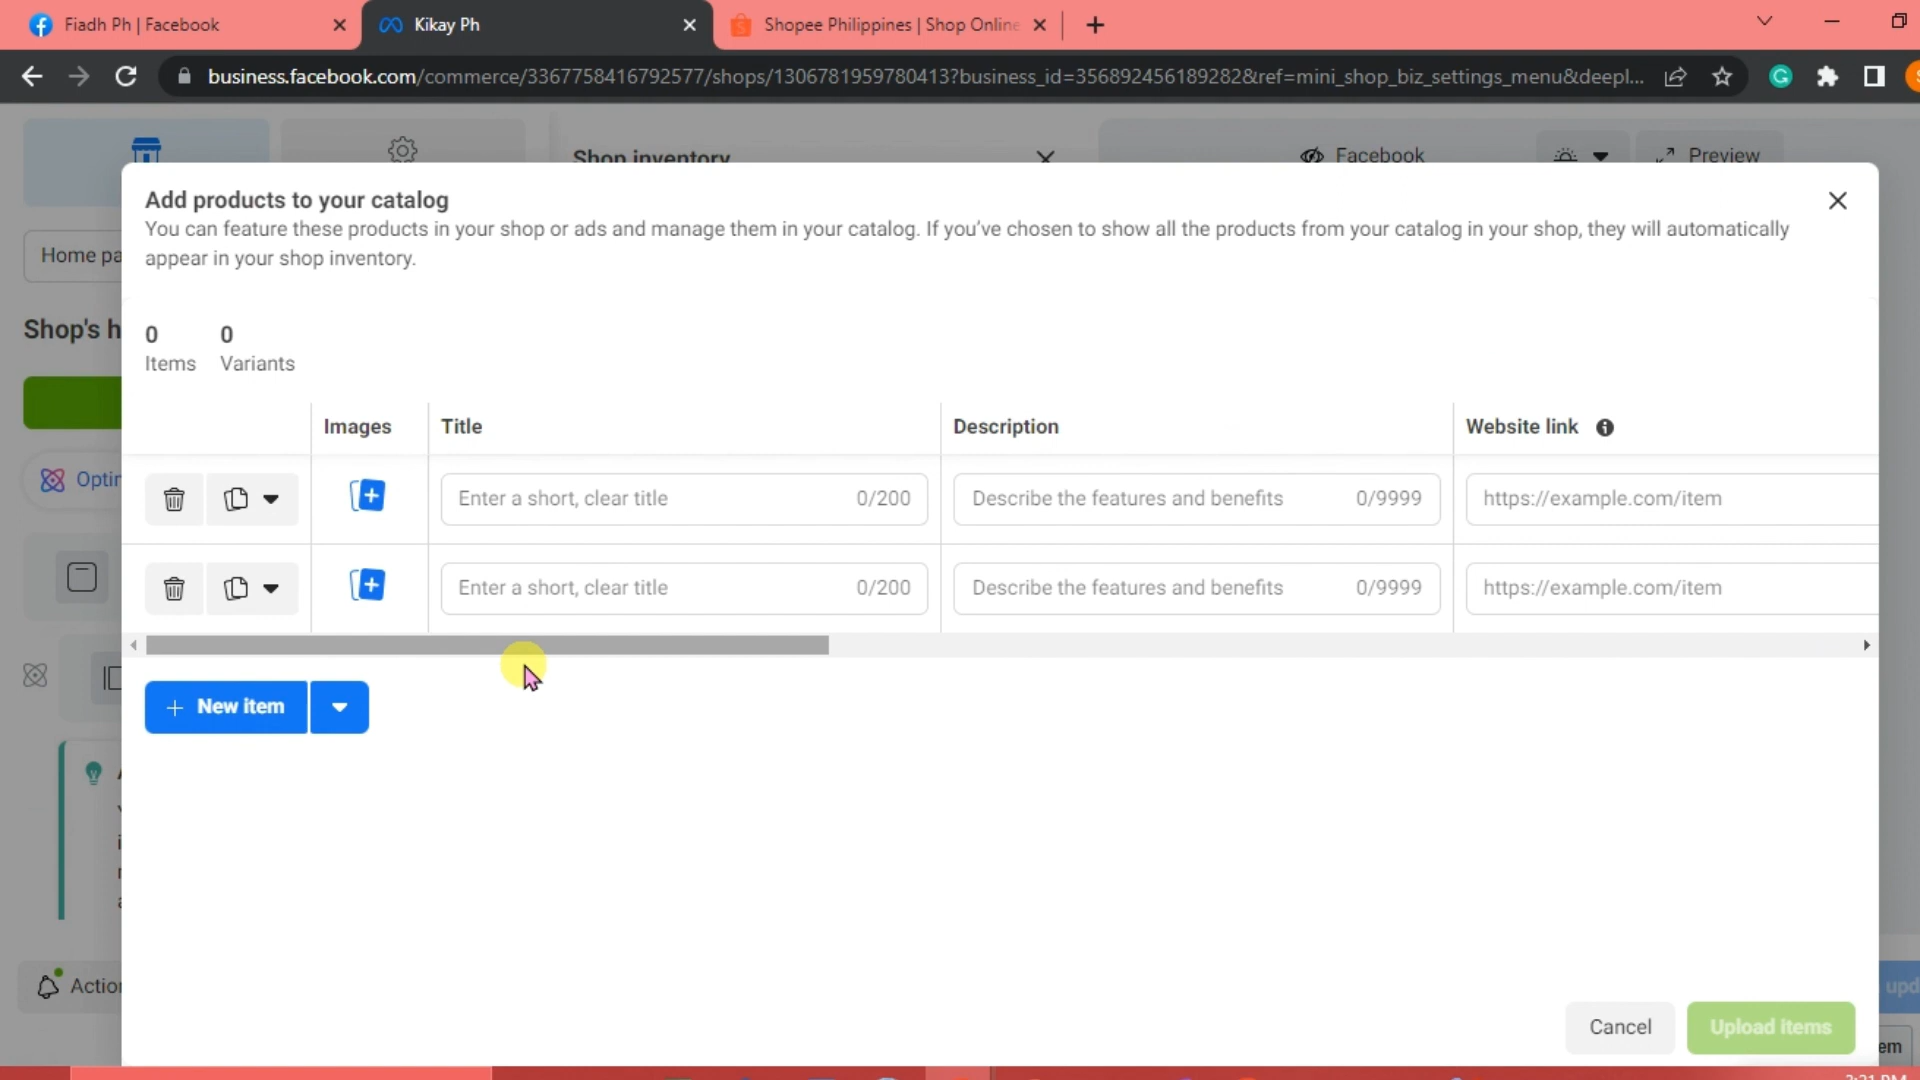 Fiadh Ph | Facebook
Kikay Ph
Shopee Philippines | Shop Online
business.facebook.com/commerce/3367758416792577/shops/1306781959780413?business_id=356892456189282&ref=mini_shop_biz_settings_menu&deepl...
Shop inventory
Facebook
Preview
Add products to your catalog
You can feature these products in your shop or ads and manage them in your catalog. If you've chosen to show all the products from your catalog in your shop, they will automatically
appear in your shop inventory.
Home pa
Shop's h
0 0
Items Variants
Images Title Description Website link
Optir
Enter a short, clear title 0/200 Describe the features and benefits 0/9999 https://example.com/item
Enter a short, clear title 0/200 Describe the features and benefits 0/9999 https://example.com/item
+ New item
Action
upd
Cancel
Upload items
em